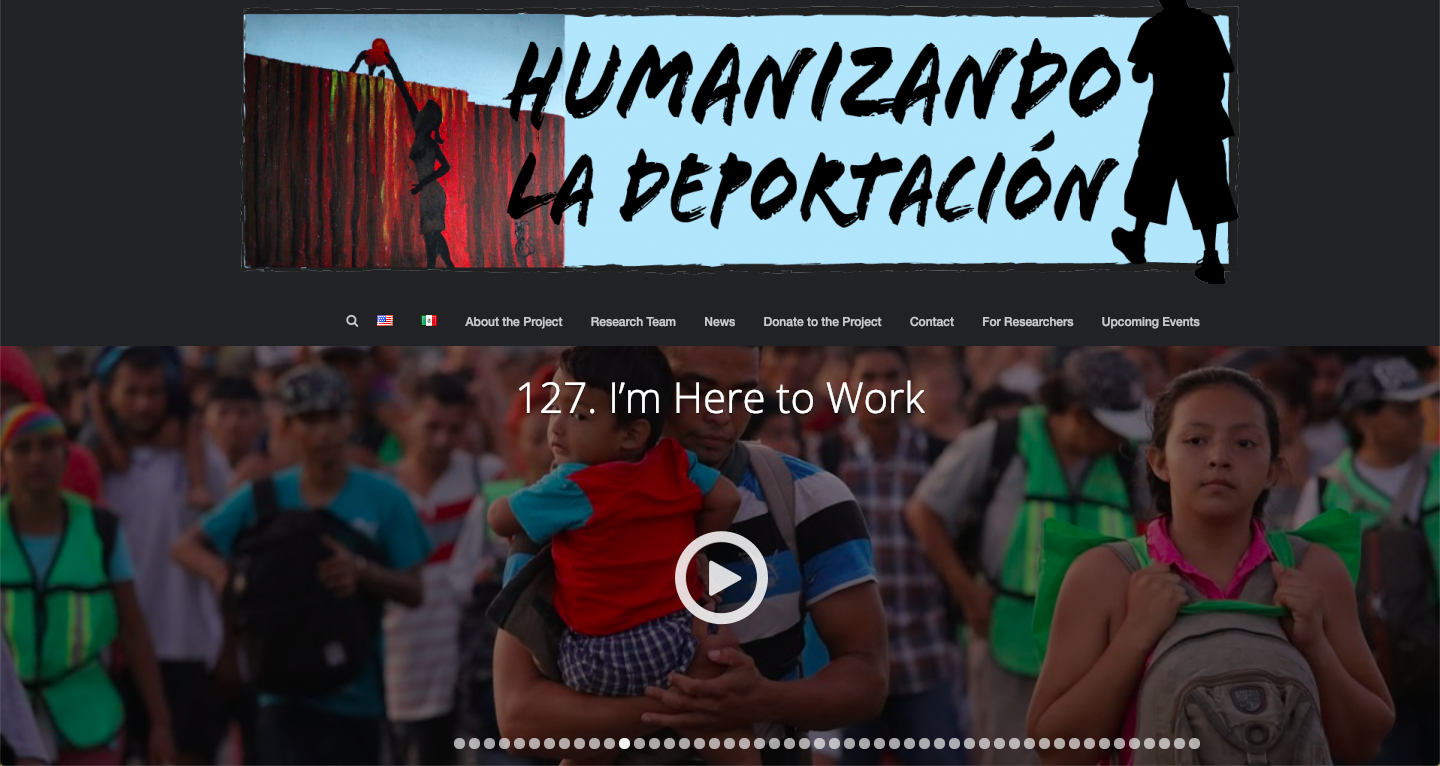 HUMANIZANDO
LA DEPORTACIÓN
About the Project Research Team News Donate to the Project Contact For Researchers Upcoming Events
127. I’m Here to Work